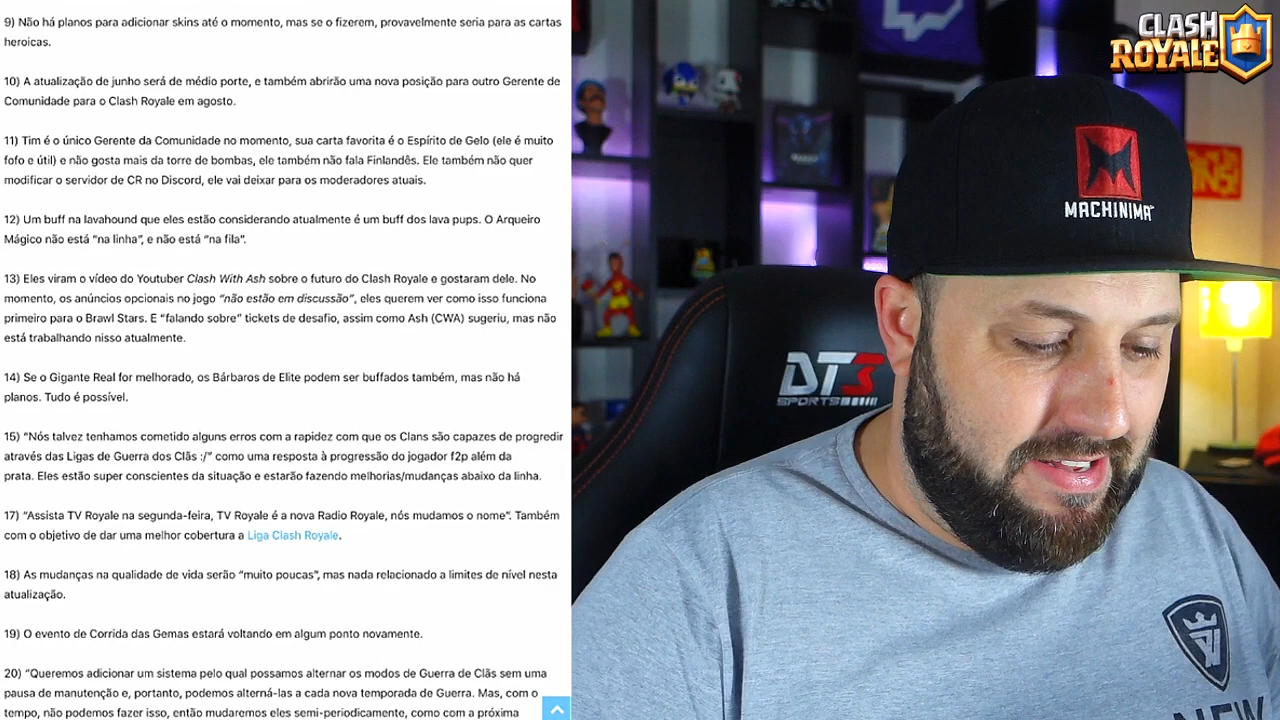 9) Não há planos para adicionar skins até o momento, mas se o fizerem, provavelmente seria para as cartas
heroicas.
10) A atualização de junho será de médio porte, e também abrirão uma nova posição para outro Gerente de
Comunidade para o Clash Royale em agosto.
11) Tim é o único Gerente da Comunidade no momento, sua carta favorita é o Espírito de Gelo (ele é muito
fofo e útil) e não gosta mais da torre de bombas, ele também não fala Finlandês. Ele também não quer
modificar o servidor de CR no Discord, ele vai deixar para os moderadores atuais.
12) Um buff na lavahound que eles estão considerando atualmente é um buff dos lava pups. O Arqueiro
Mágico não está “na linha”, e não está “na fila”.
13) Eles viram o vídeo do Youtuber Clash With Ash sobre o futuro do Clash Royale e gostaram dele. No
momento, os anúncios opcionais no jogo “não estão em discussão”, eles querem ver como isso funciona
primeiro para o Brawl Stars. E “falando sobre” tickets de desafio, assim como Ash (CWA) sugeriu, mas não
está trabalhando nisso atualmente.
14) Se o Gigante Real for melhorado, os Bárbaros de Elite podem ser buffados também, mas não há
planos. Tudo é possível.
15) “Nós talvez tenhamos cometido alguns erros com a rapidez com que os Clans são capazes de progredir
através das Ligas de Guerra dos Clãs :/” como uma resposta à progressão do jogador f2p além da
prata. Eles estão super conscientes da situação e estarão fazendo melhorias/mudanças abaixo da linha.
17) “Assista TV Royale na segunda-feira, TV Royale é a nova Radio Royale, nós mudamos o nome”. Também
com o objetivo de dar uma melhor cobertura a Liga Clash Royale.
18) As mudanças na qualidade de vida serão “muito poucas”, mas nada relacionado a limites de nível nesta
atualização.
19) O evento de Corrida das Gemas estará voltando em algum ponto novamente.
20) “Queremos adicionar um sistema pelo qual possamos alternar os modos de Guerra de Clãs sem uma
pausa de manutenção e, portanto, podemos alterná-las a cada nova temporada de Guerra. Mas, com o
tempo, não podemos fazer isso, então mudaremos eles semi-periodicamente, como com a próxima
CLASH
ROYALE
MACHINIMA
DT3
SPORTS
NEW